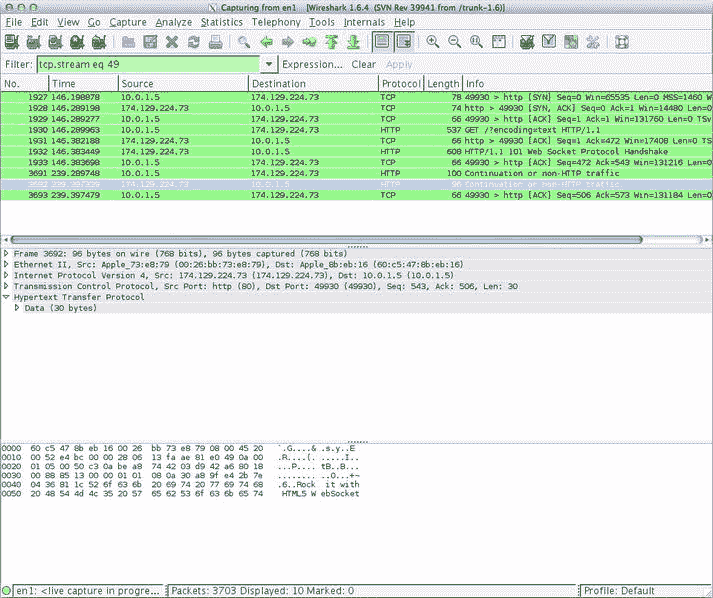 Capturing from en1 [Wireshark 1.6.4 (SVN Rev 39941 from /trunk-1.6)]
File Edit View Go Capture Analyze Statistics Telephony Tools Internals Help
Filter: tcp.stream eq 49 Expression... Clear Apply
No. Time Source Destination Protocol Length Info
1927 146.198878 10.0.1.5 174.129.224.73 TCP 78 49930 > http [SYN] Seq=0 Win=65535 Len=0 MSS=1460 W
1928 146.289198 174.129.224.73 10.0.1.5 TCP 74 http > 49930 [SYN, ACK] Seq=0 Ack=1 Win=14480 Len=0
1929 146.289277 10.0.1.5 174.129.224.73 TCP 66 49930 > http [ACK] Seq=1 Ack=1 Win=131760 Len=0 TSv
1930 146.289963 10.0.1.5 174.129.224.73 HTTP 537 GET /?encoding=text HTTP/1.1
1931 146.382188 174.129.224.73 10.0.1.5 TCP 66 http > 49930 [ACK] Seq=1 Ack=472 Win=17408 Len=0 TS
1932 146.383449 174.129.224.73 10.0.1.5 HTTP 608 HTTP/1.1 101 Web Socket Protocol Handshake
1933 146.383698 10.0.1.5 174.129.224.73 TCP 66 49930 > http [ACK] Seq=472 Ack=543 Win=131216 Len=0
3691 239.289748 10.0.1.5 174.129.224.73 HTTP 100 Continuation or non-HTTP traffic
3692 239.397329 174.129.224.73 10.0.1.5 HTTP 96 Continuation or non-HTTP traffic
3693 239.397479 10.0.1.5 174.129.224.73 TCP 66 49930 > http [ACK] Seq=506 Ack=573 Win=131184 Len=0
Frame 3692: 96 bytes on wire (768 bits), 96 bytes captured (768 bits)
Ethernet II, Src: Apple_73:e8:79 (00:26:bb:73:e8:79), Dst: Apple_8b:eb:16 (60:c5:47:8b:eb:16)
Internet Protocol Version 4, Src: 174.129.224.73 (174.129.224.73), Dst: 10.0.1.5 (10.0.1.5)
Transmission Control Protocol, Src Port: http (80), Dst Port: 49930 (49930), Seq: 543, Ack: 506, Len: 30
Hypertext Transfer Protocol
Data (30 bytes)
0000 60 c5 47 8b eb 16 00 26 bb 73 e8 79 08 00 45 20 `.G....& .s.y..E
0010 00 52 e4 bc 00 00 28 06 13 fa ae 81 e0 49 0a 00 .R....(. .....I..
0020 01 05 00 50 c3 0a be a8 74 42 03 d9 42 a6 80 18 ...P.... tB..B...
0030 00 88 85 13 00 00 01 01 08 0a 30 a8 9f e4 2b 7e ........ ..0...+~
0040 04 36 81 1c 52 6f 63 6b 20 69 74 20 77 69 74 68 .6..Rock it with
0050 20 48 54 4d 4c 35 20 57 65 62 53 6f 63 6b 65 74 HTML5 W ebSocket
en1: <live capture in progre... Packets: 3703 Displayed: 10 Marked: 0 Profile: Default